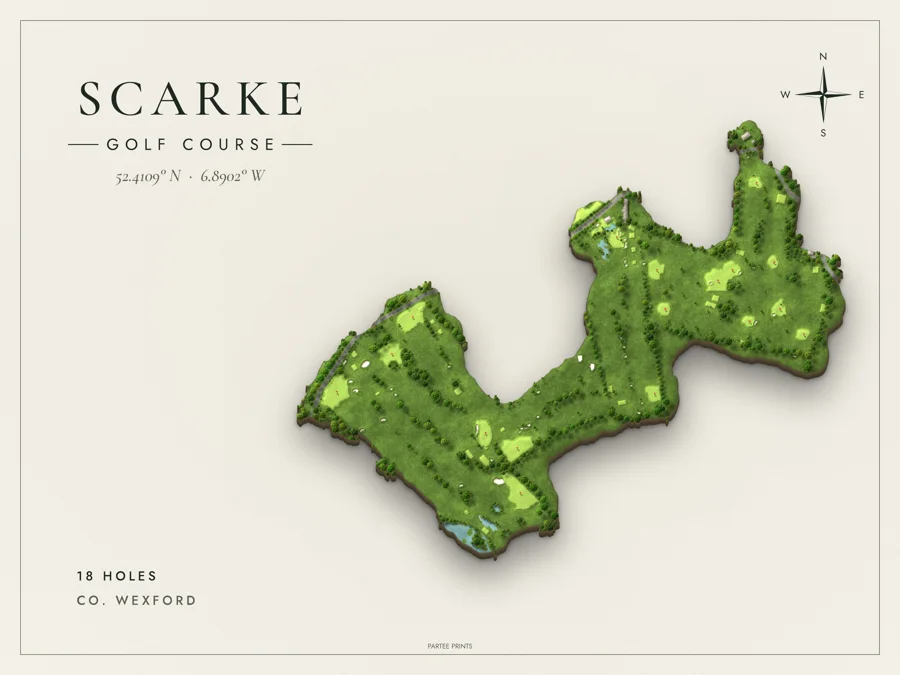 SCARKE
GOLF COURSE
52.4109° N · 6.8902° W
N
W E
S
18 HOLES
CO. WEXFORD
PARTEE PRINTS